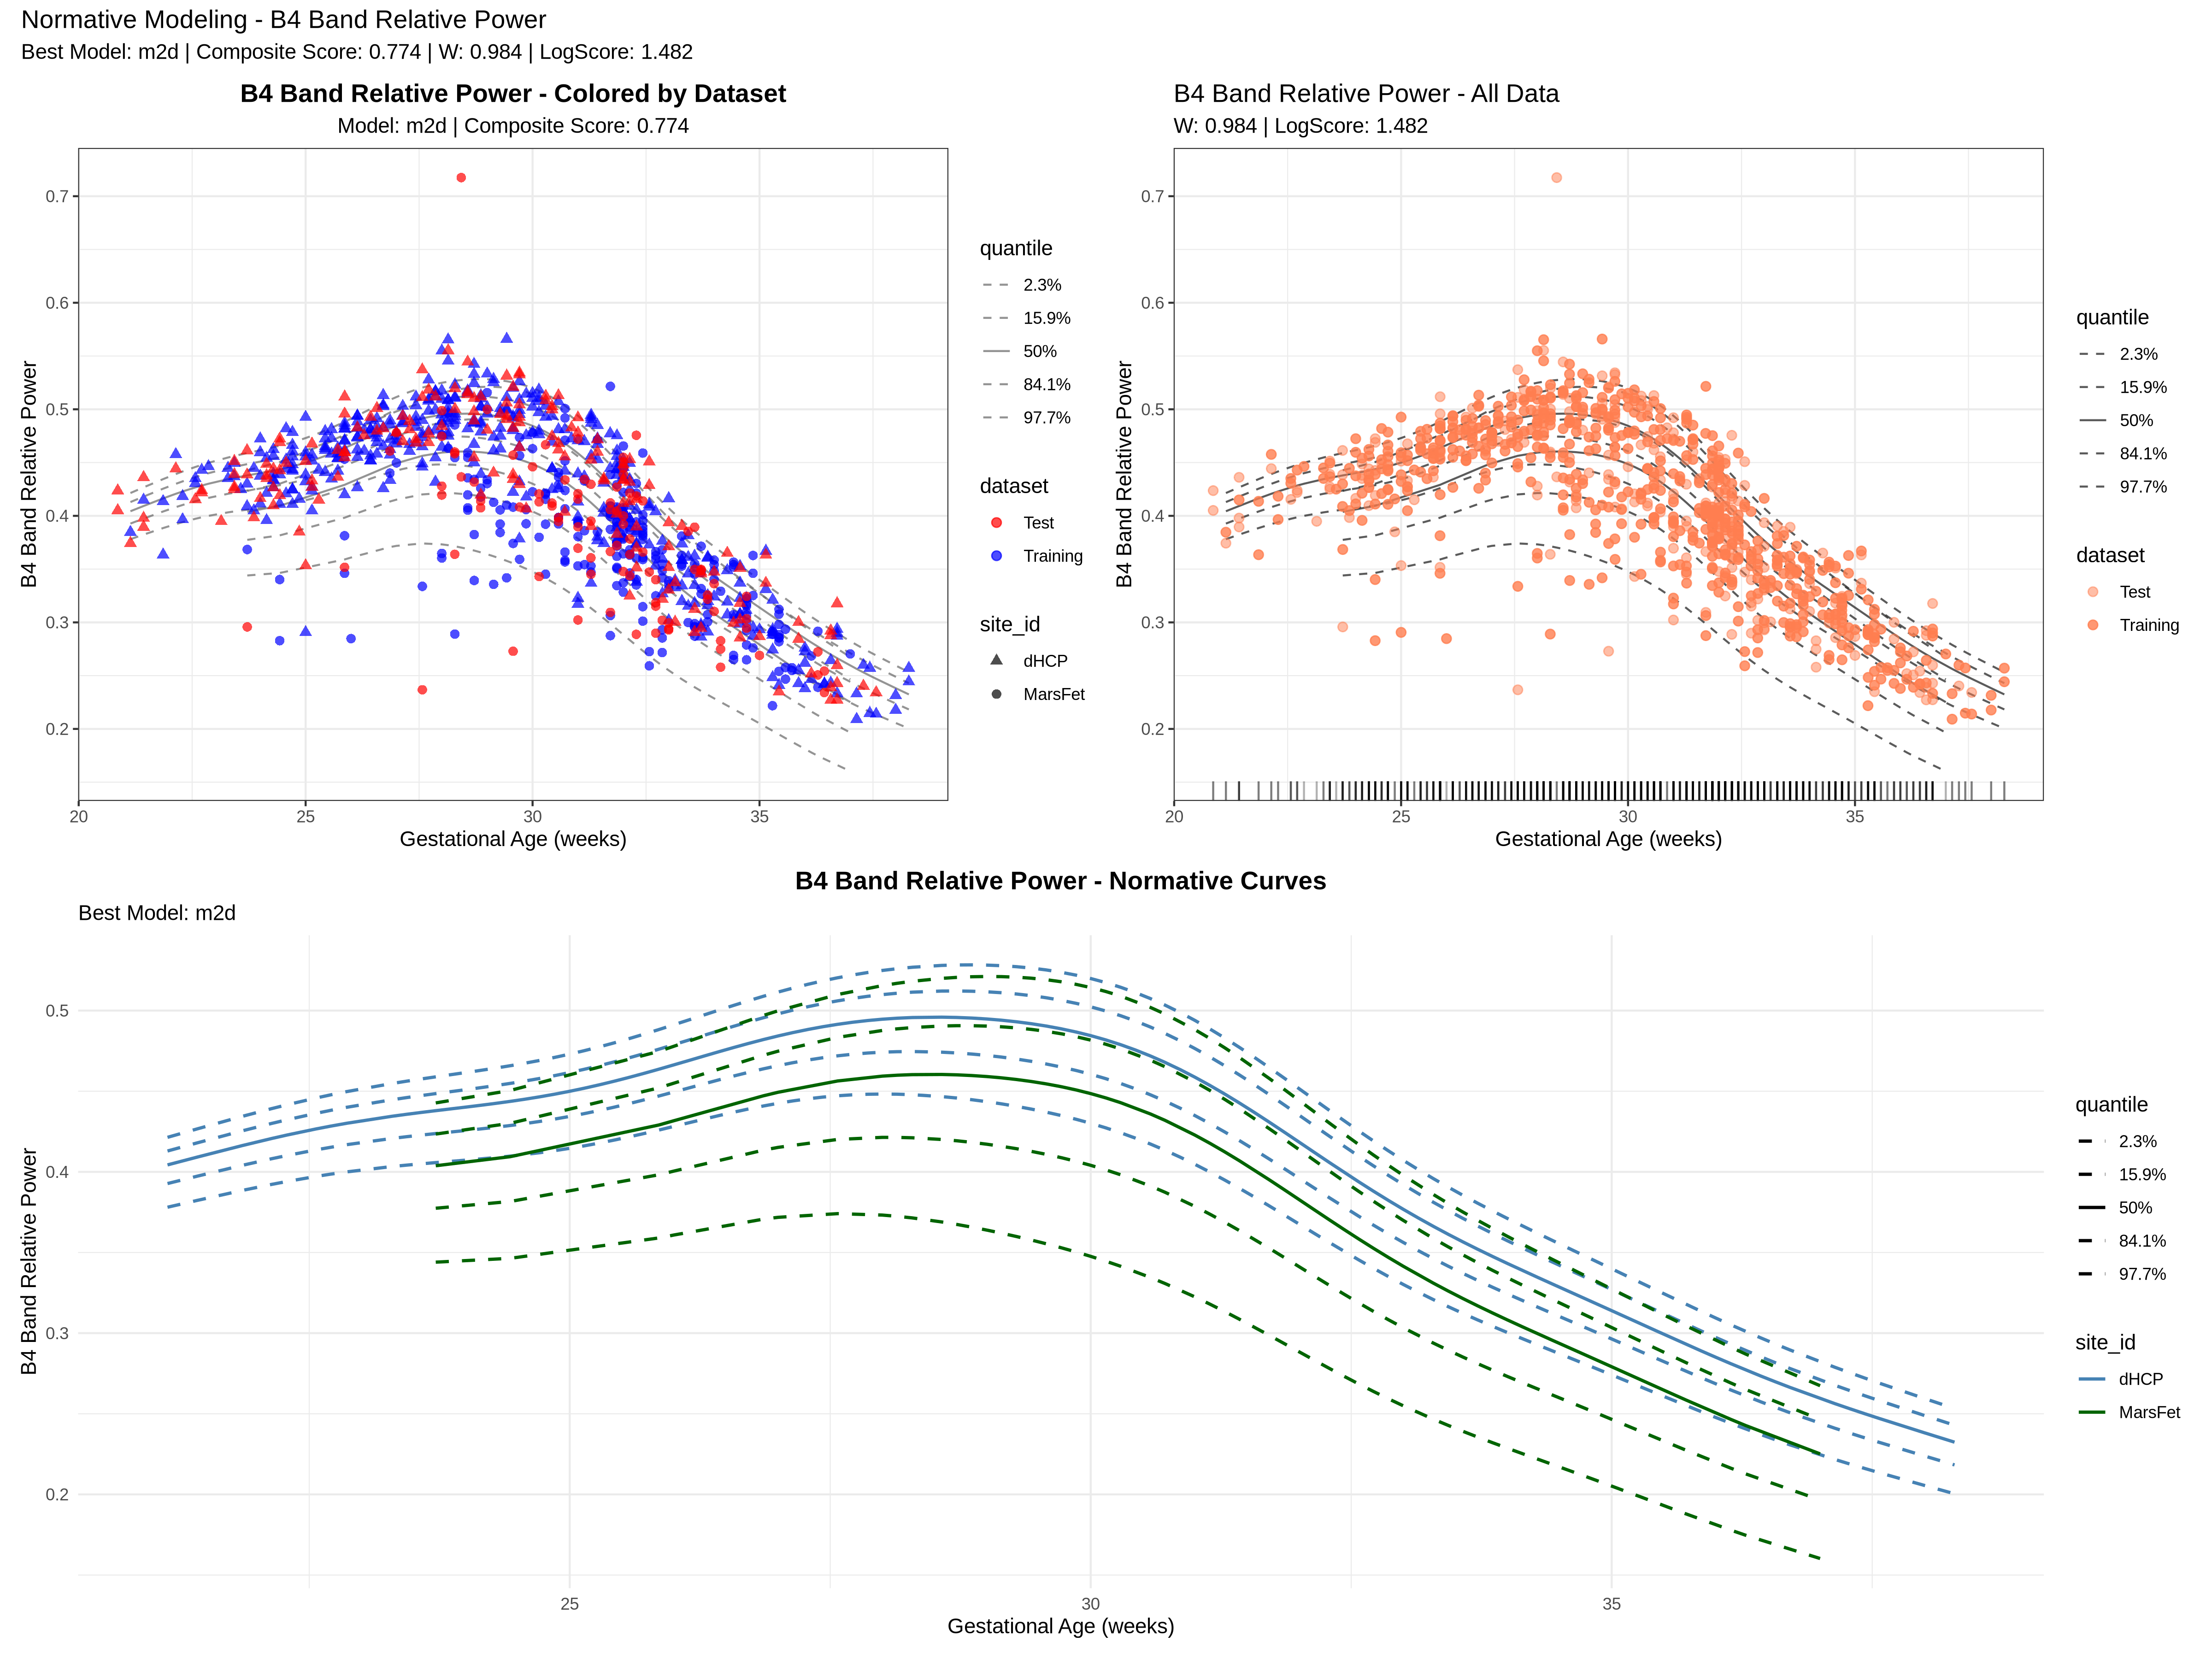 Normative Modeling - B4 Band Relative Power
Best Model: m2d | Composite Score: 0.774 | W: 0.984 | LogScore: 1.482
B4 Band Relative Power - Colored by Dataset
Model: m2d | Composite Score: 0.774
B4 Band Relative Power
0.7
0.6
0.5
0.4
0.3
0.2
20
25
30
35
Gestational Age (weeks)
quantile
2.3%
15.9%
50%
84.1%
97.7%
dataset
Test
Training
site_id
dHCP
MarsFet
B4 Band Relative Power - All Data
W: 0.984 | LogScore: 1.482
B4 Band Relative Power
0.7
0.6
0.5
0.4
0.3
0.2
20
25
30
35
Gestational Age (weeks)
quantile
2.3%
15.9%
50%
84.1%
97.7%
dataset
Test
Training
B4 Band Relative Power - Normative Curves
Best Model: m2d
B4 Band Relative Power
0.5
0.4
0.3
0.2
25
30
35
Gestational Age (weeks)
quantile
2.3%
15.9%
50%
84.1%
97.7%
site_id
dHCP
MarsFet